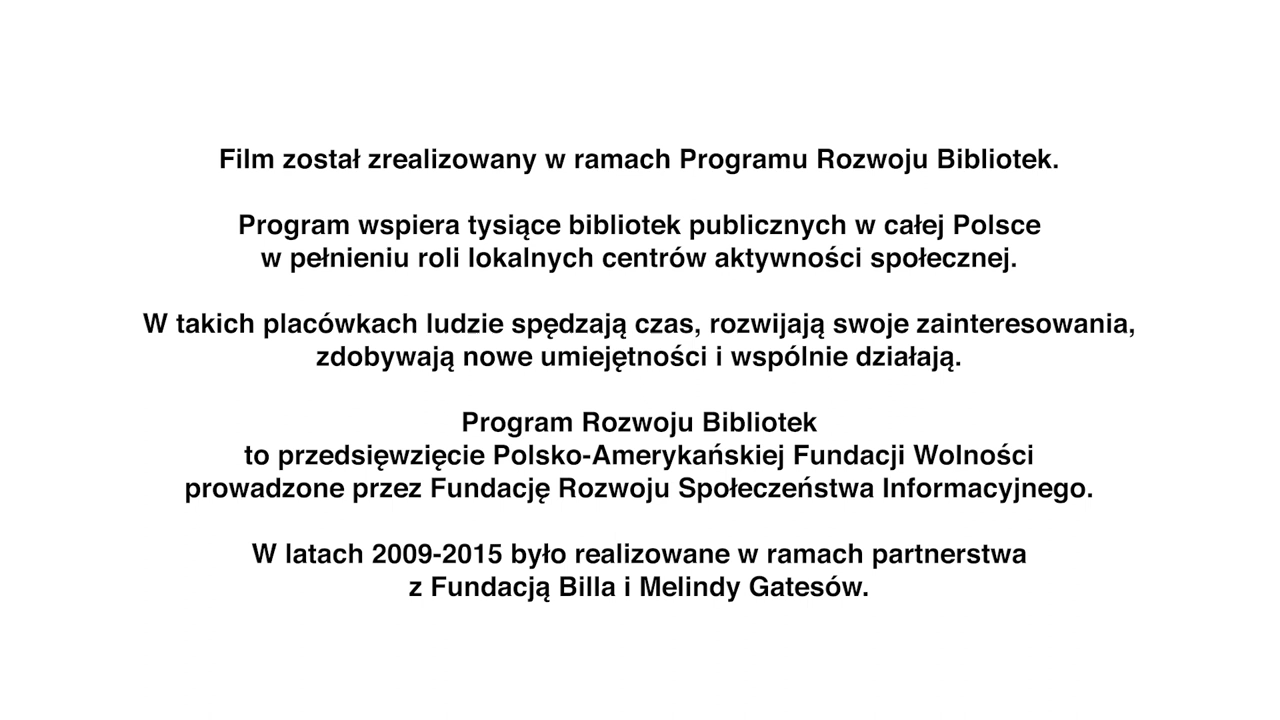 Film został zrealizowany w ramach Programu Rozwoju Bibliotek.
Program wspiera tysiące bibliotek publicznych w całej Polsce
w pełnieniu roli lokalnych centrów aktywności społecznej.
W takich placówkach ludzie spędzają czas, rozwijają swoje zainteresowania,
zdobywają nowe umiejętności i wspólnie działają.
Program Rozwoju Bibliotek
to przedsięwzięcie Polsko-Amerykańskiej Fundacji Wolności
prowadzone przez Fundację Rozwoju Społeczeństwa Informacyjnego.
W latach 2009-2015 było realizowane w ramach partnerstwa
z Fundacją Billa i Melindy Gatesów.